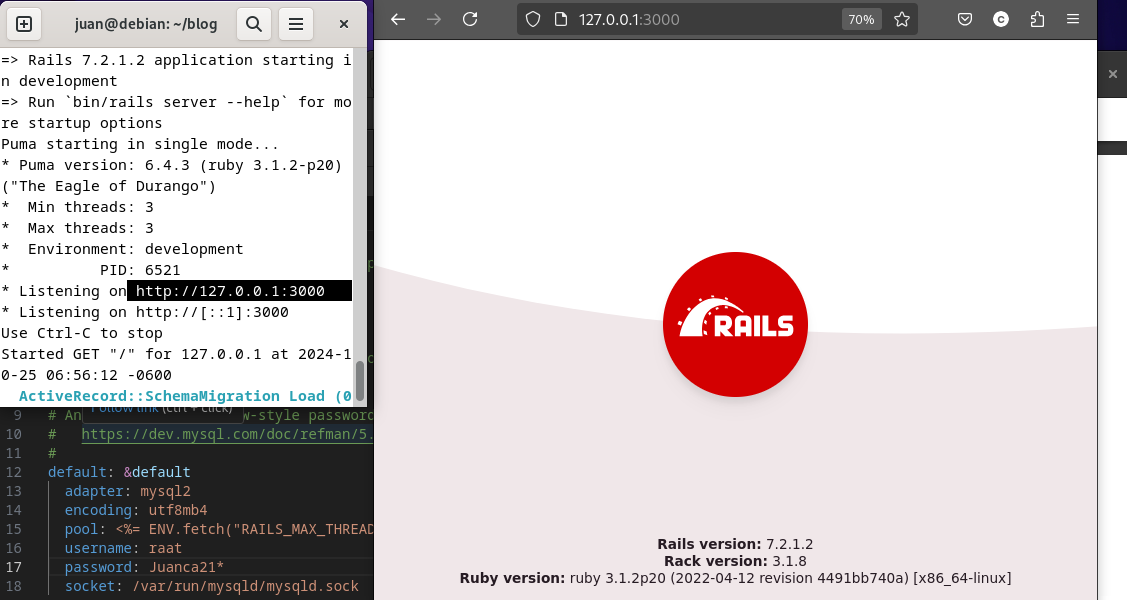 juan@debian: ~/blog
=> Rails 7.2.1.2 application starting i
n development
=> Run `bin/rails server --help` for mo
re startup options
Puma starting in single mode...
* Puma version: 6.4.3 (ruby 3.1.2-p20)
("The Eagle of Durango")
*  Min threads: 3
*  Max threads: 3
*  Environment: development
*          PID: 6521
* Listening on http://127.0.0.1:3000
* Listening on http://[::1]:3000
Use Ctrl-C to stop
Started GET "/" for 127.0.0.1 at 2024-1
0-25 06:56:12 -0600
  ActiveRecord::SchemaMigration Load (0
Follow link (ctrl + click)
9 # An w-style password
10 #   https://dev.mysql.com/doc/refman/5.
11 #
12 default: &default
13   adapter: mysql2
14   encoding: utf8mb4
15   pool: <%= ENV.fetch("RAILS_MAX_THREAD
16   username: raat
17   password: Juanca21*
18   socket: /var/run/mysqld/mysqld.sock
127.0.0.1:3000
70%
C
RAILS
Rails version: 7.2.1.2
Rack version: 3.1.8
Ruby version: ruby 3.1.2p20 (2022-04-12 revision 4491bb740a) [x86_64-linux]